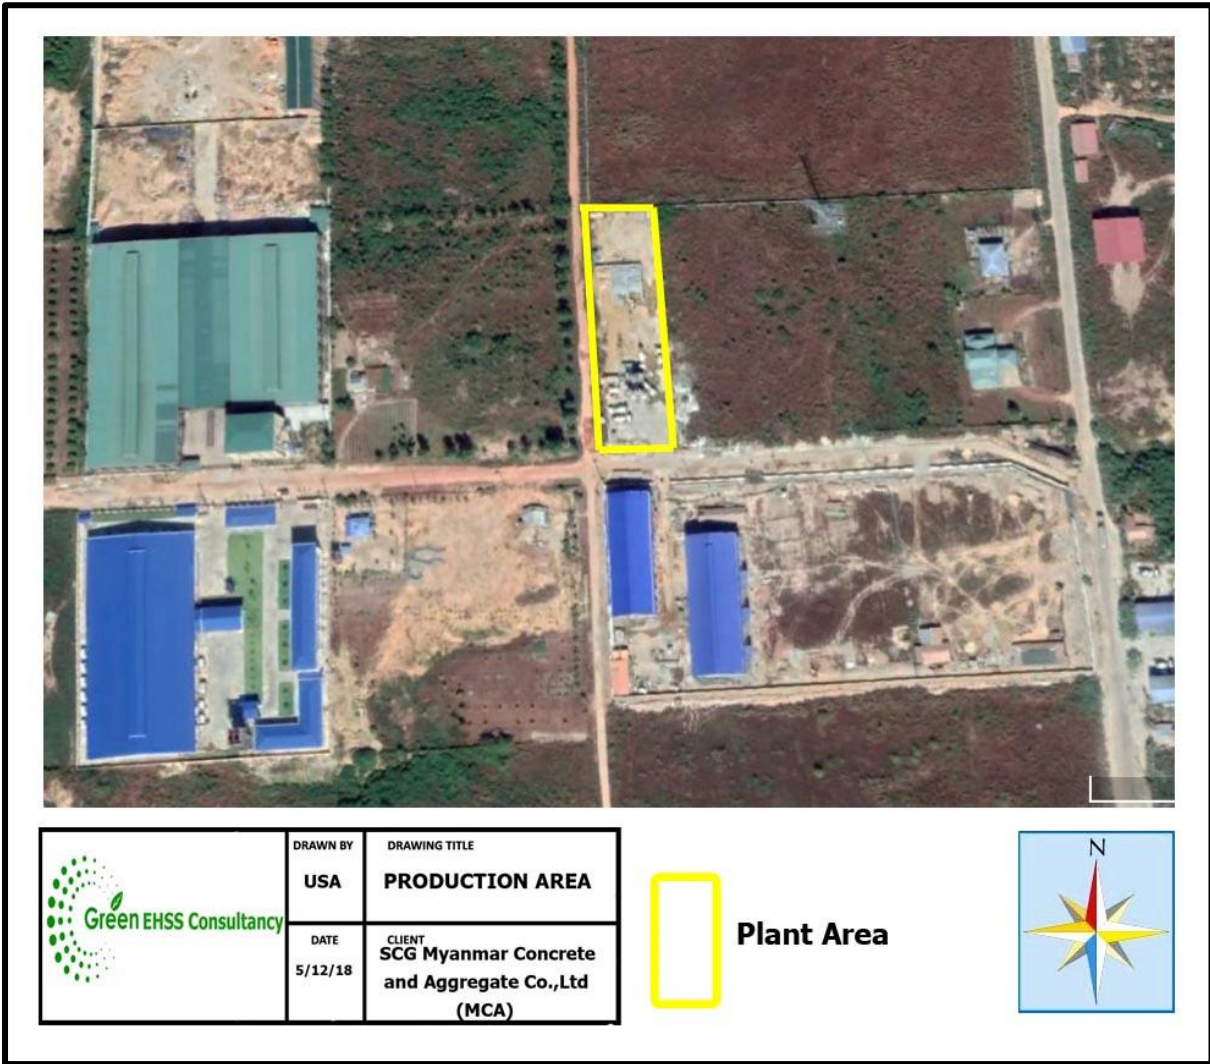 Green EHSS Consultancy
DRAWN BY
USA
DRAWING TITLE
PRODUCTION AREA
DATE
5/12/18
CLIENT
SCG Myanmar Concrete
and Aggregate Co.,Ltd
(MCA)
Plant Area
N